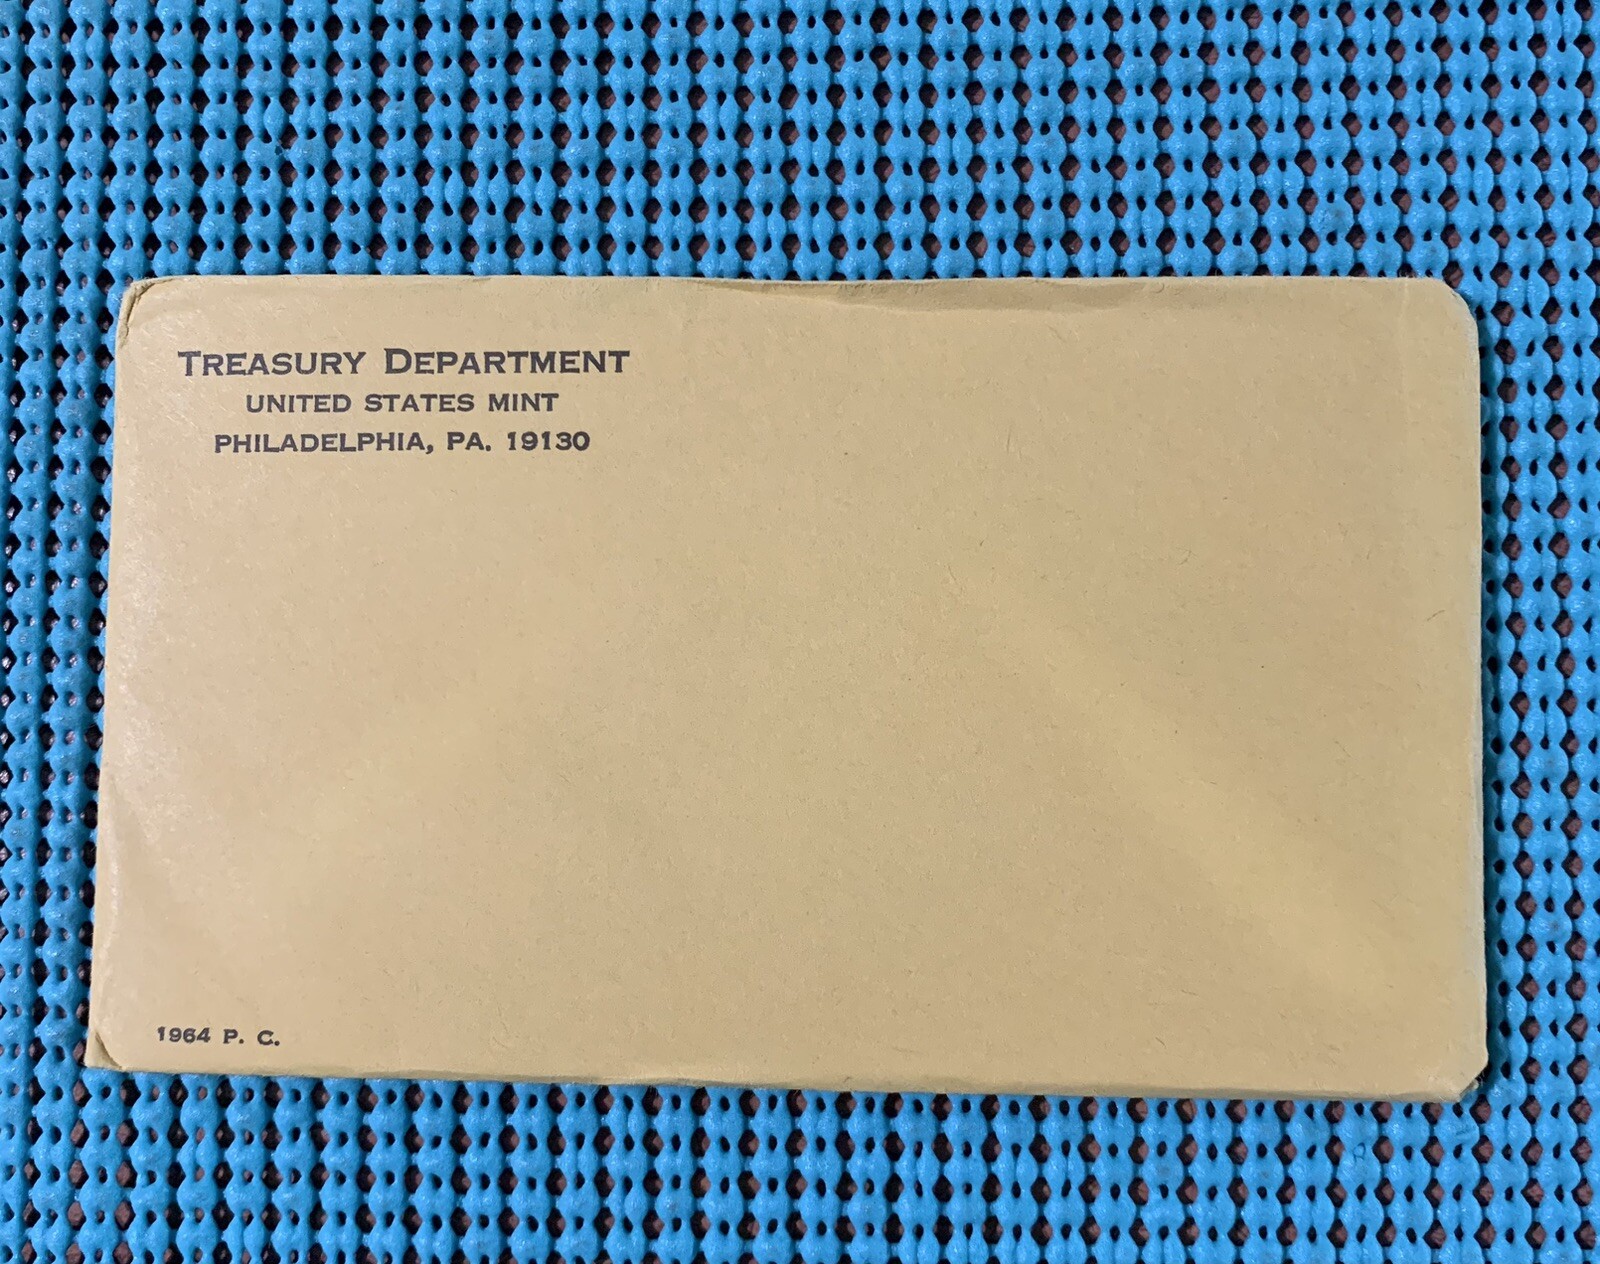 TREASURY DEPARTMENT
UNITED STATES MINT
PHILADELPHIA, PA. 19130
1964 P. C.